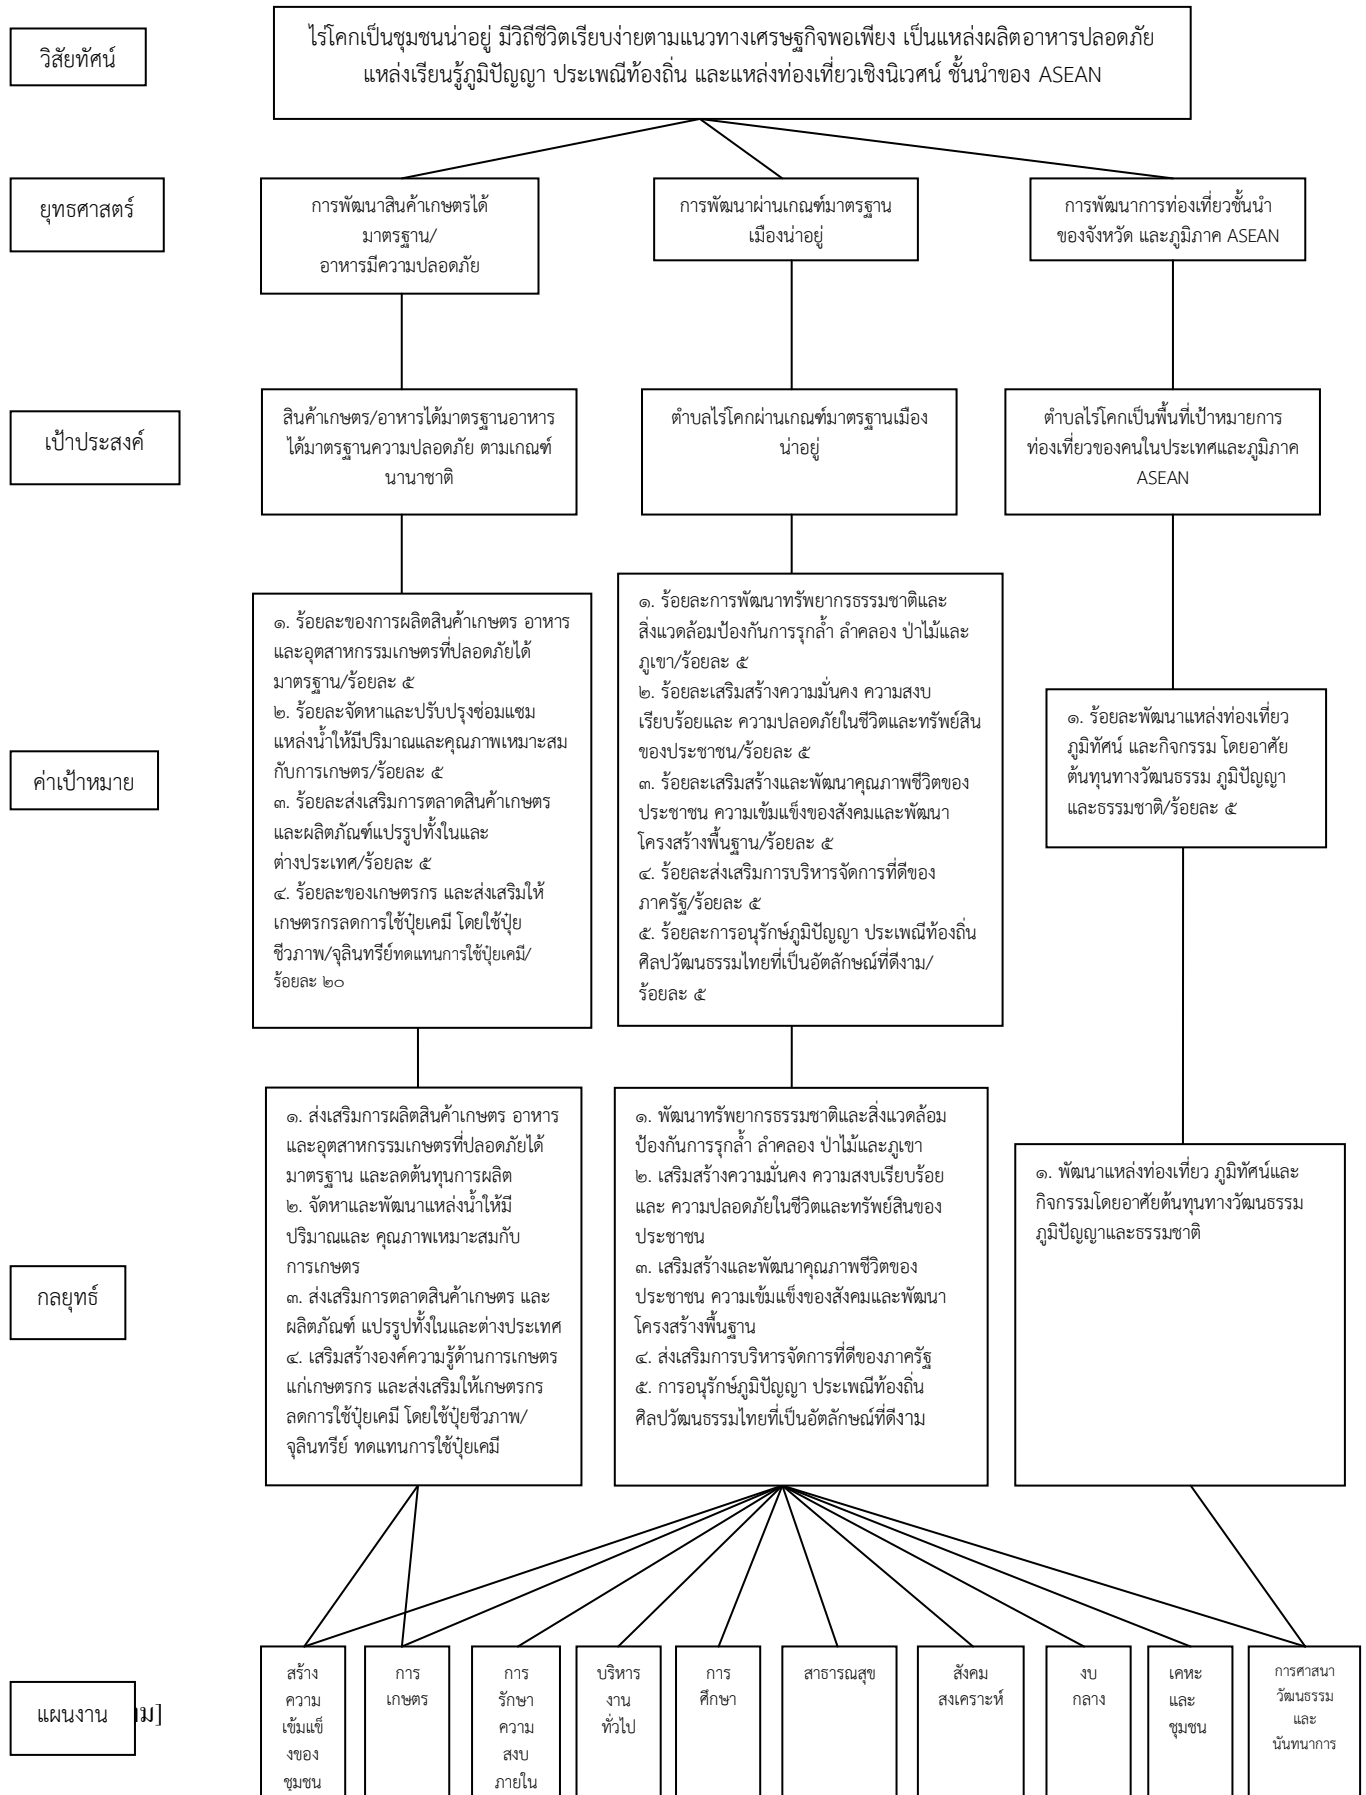 วิสัยทัศน์
ไร่โคกเป็นชุมชนน่าอยู่ มีวิถีชีวิตเรียบง่ายตามแนวทางเศรษฐกิจพอเพียง เป็นแหล่งผลิตอาหารปลอดภัย
แหล่งเรียนรู้ภูมิปัญญา ประเพณีท้องถิ่น และแหล่งท่องเที่ยวเชิงนิเวศน์ ชั้นนำของ ASEAN
ยุทธศาสตร์
การพัฒนาสินค้าเกษตรได้
มาตรฐาน/
อาหารมีความปลอดภัย
การพัฒนาผ่านเกณฑ์มาตรฐาน
เมืองน่าอยู่
การพัฒนาการท่องเที่ยวชั้นนำ
ของจังหวัด และภูมิภาค ASEAN
เป้าประสงค์
สินค้าเกษตร/อาหารได้มาตรฐานอาหาร
ได้มาตรฐานความปลอดภัย ตามเกณฑ์
นานาชาติ
ตำบลไร่โคกผ่านเกณฑ์มาตรฐานเมือง
น่าอยู่
ตำบลไร่โคกเป็นพื้นที่เป้าหมายการ
ท่องเที่ยวของคนในประเทศและภูมิภาค
ASEAN
ค่าเป้าหมาย
๑. ร้อยละของการผลิตสินค้าเกษตร อาหาร
และอุตสาหกรรมเกษตรที่ปลอดภัยได้
มาตรฐาน/ร้อยละ ๕
๒. ร้อยละจัดหาและปรับปรุงซ่อมแซม
แหล่งน้ำให้มีปริมาณและคุณภาพเหมาะสม
กับการเกษตร/ร้อยละ ๕
๓. ร้อยละส่งเสริมการตลาดสินค้าเกษตร
และผลิตภัณฑ์แปรรูปทั้งในและ
ต่างประเทศ/ร้อยละ ๕
๔. ร้อยละของเกษตรกร และส่งเสริมให้
เกษตรกรลดการใช้ปุ๋ยเคมี โดยใช้ปุ๋ย
ชีวภาพ/จุลินทรีย์ทดแทนการใช้ปุ๋ยเคมี/
ร้อยละ ๒๐
๑. ร้อยละการพัฒนาทรัพยากรธรรมชาติและ
สิ่งแวดล้อมป้องกันการรุกล้ำ ลำคลอง ป่าไม้และ
ภูเขา/ร้อยละ ๕
๒. ร้อยละเสริมสร้างความมั่นคง ความสงบ
เรียบร้อยและ ความปลอดภัยในชีวิตและทรัพย์สิน
ของประชาชน/ร้อยละ ๕
๓. ร้อยละเสริมสร้างและพัฒนาคุณภาพชีวิตของ
ประชาชน ความเข้มแข็งของสังคมและพัฒนา
โครงสร้างพื้นฐาน/ร้อยละ ๕
๔. ร้อยละส่งเสริมการบริหารจัดการที่ดีของ
ภาครัฐ/ร้อยละ ๕
๕. ร้อยละการอนุรักษ์ภูมิปัญญา ประเพณีท้องถิ่น
ศิลปวัฒนธรรมไทยที่เป็นอัตลักษณ์ที่ดีงาม/
ร้อยละ ๕
๑. ร้อยละพัฒนาแหล่งท่องเที่ยว
ภูมิทัศน์ และกิจกรรม โดยอาศัย
ต้นทุนทางวัฒนธรรม ภูมิปัญญา
และธรรมชาติ/ร้อยละ ๕
กลยุทธ์
๑. ส่งเสริมการผลิตสินค้าเกษตร อาหาร
และอุตสาหกรรมเกษตรที่ปลอดภัยได้
มาตรฐาน และลดต้นทุนการผลิต
๒. จัดหาและพัฒนาแหล่งน้ำให้มี
ปริมาณและ คุณภาพเหมาะสมกับ
การเกษตร
๓. ส่งเสริมการตลาดสินค้าเกษตร และ
ผลิตภัณฑ์ แปรรูปทั้งในและต่างประเทศ
๔. เสริมสร้างองค์ความรู้ด้านการเกษตร
แก่เกษตรกร และส่งเสริมให้เกษตรกร
ลดการใช้ปุ๋ยเคมี โดยใช้ปุ๋ยชีวภาพ/
จุลินทรีย์ ทดแทนการใช้ปุ๋ยเคมี
๑. พัฒนาทรัพยากรธรรมชาติและสิ่งแวดล้อม
ป้องกันการรุกล้ำ ลำคลอง ป่าไม้และภูเขา
๒. เสริมสร้างความมั่นคง ความสงบเรียบร้อย
และ ความปลอดภัยในชีวิตและทรัพย์สินของ
ประชาชน
๓. เสริมสร้างและพัฒนาคุณภาพชีวิตของ
ประชาชน ความเข้มแข็งของสังคมและพัฒนา
โครงสร้างพื้นฐาน
๔. ส่งเสริมการบริหารจัดการที่ดีของภาครัฐ
๕. การอนุรักษ์ภูมิปัญญา ประเพณีท้องถิ่น
ศิลปวัฒนธรรมไทยที่เป็นอัตลักษณ์ที่ดีงาม
๑. พัฒนาแหล่งท่องเที่ยว ภูมิทัศน์และ
กิจกรรมโดยอาศัยต้นทุนทางวัฒนธรรม
ภูมิปัญญาและธรรมชาติ
แผนงาน
สร้าง
ความ
เข้มแข็
งของ
ชุมชน
การ
เกษตร
การ
รักษา
ความ
สงบ
ภายใน
บริหาร
งาน
ทั่วไป
การ
ศึกษา
สาธารณสุข
สังคม
สงเคราะห์
งบ
กลาง
เคหะ
และ
ชุมชน
การศาสนา
วัฒนธรรม
และ
นันทนาการ